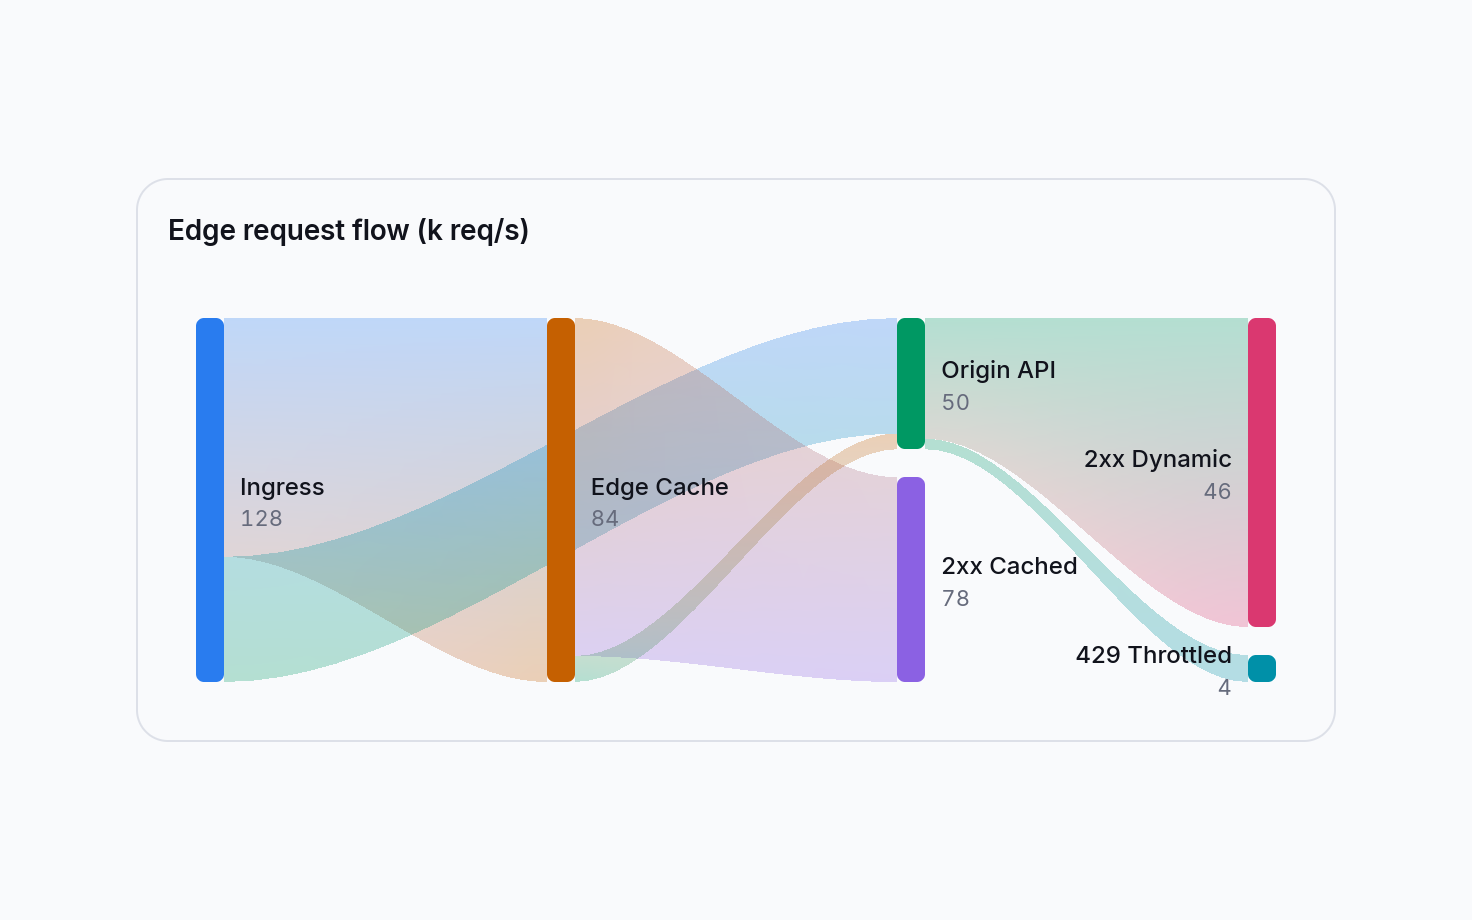 Edge request flow (k req/s)
Ingress
128
Edge Cache
84
Origin API
50
2xx Cached
78
2xx Dynamic
46
429 Throttled
4